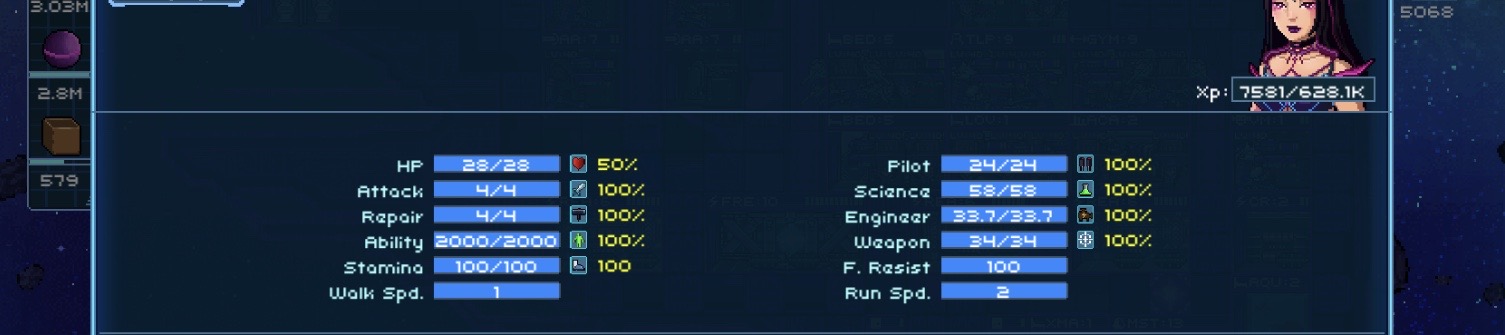 3.03M
5068
2.8M
Xp: 7581/628.1K
579
HP 28/28 50% Pilot 24/24 100%
Attack 4/4 100% Science 58/58 100%
Repair 4/4 100% Engineer 33.7/33.7 100%
Ability 2000/2000 100% Weapon 34/34 100%
Stamina 100/100 100 F. Resist 100
Walk Spd. 1 Run Spd. 2